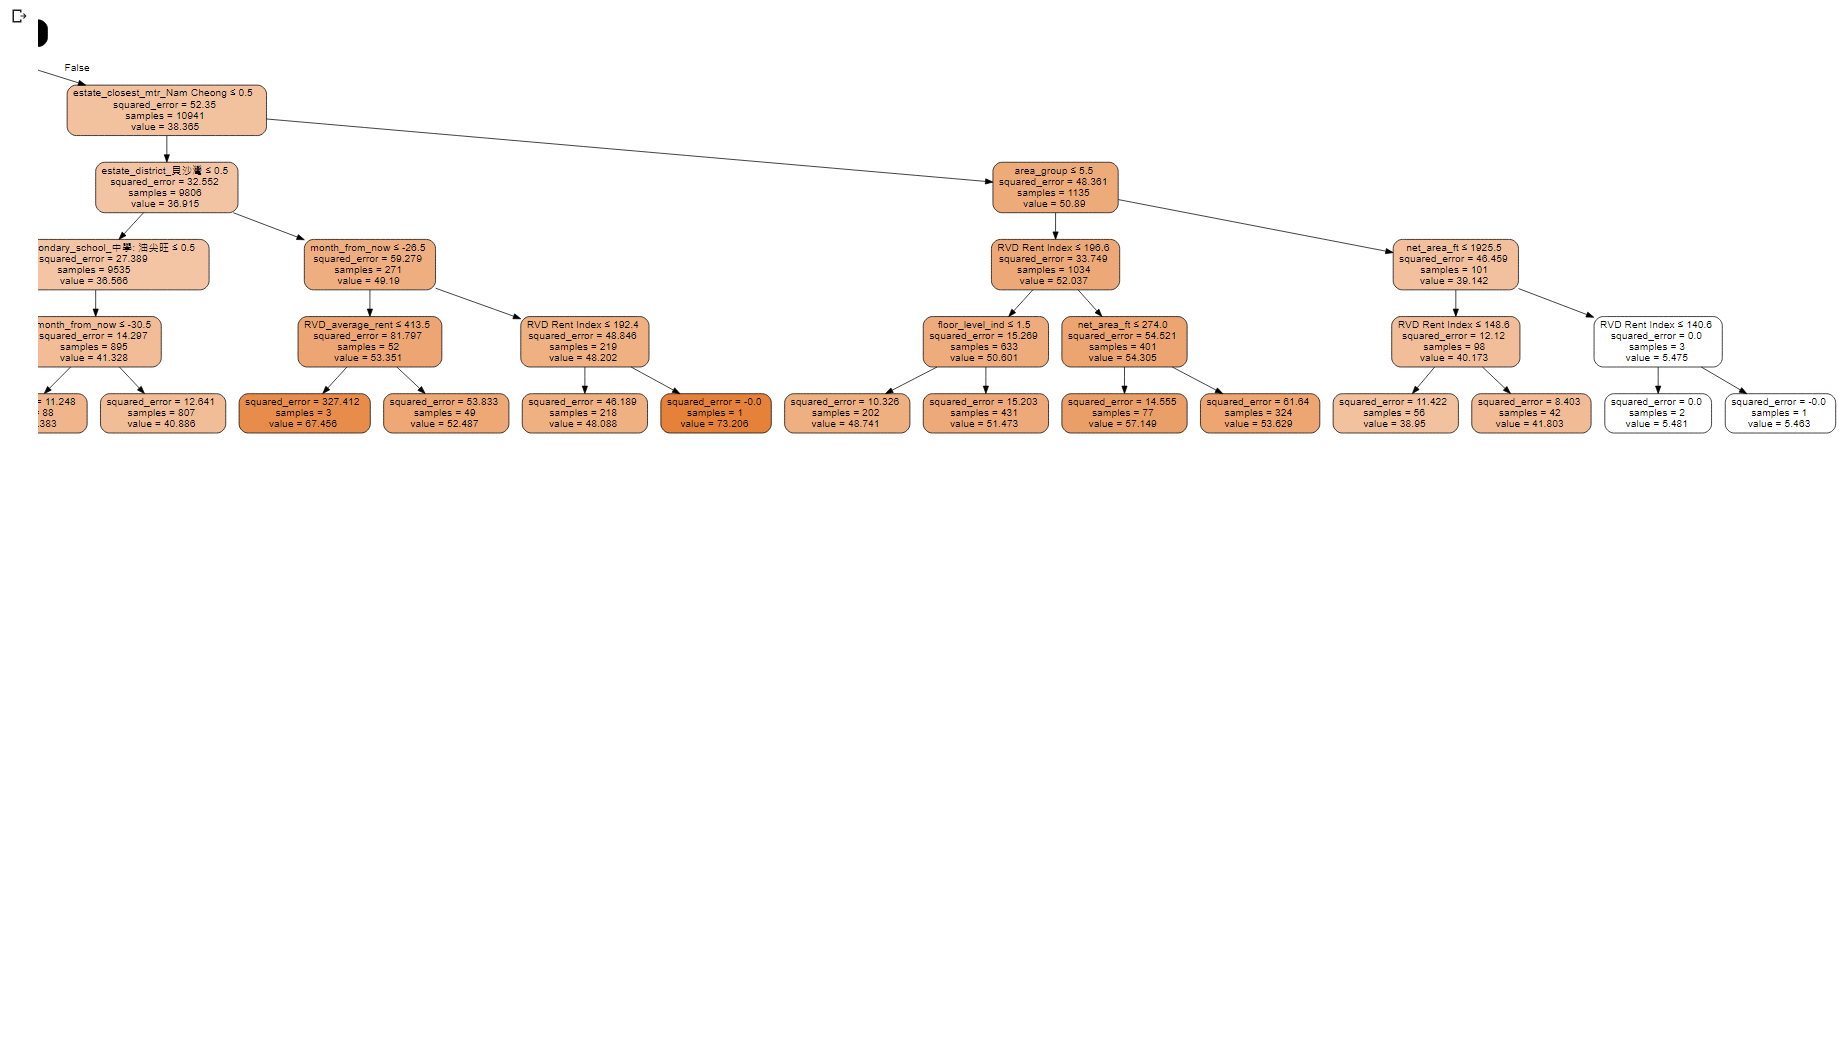 False
estate_closest_mtr_Nam Cheong ≤ 0.5
squared_error = 52.35
samples = 10941
value = 38.365
estate_district_貝沙灣 ≤ 0.5
squared_error = 32.552
samples = 9806
value = 36.915
area_group ≤ 5.5
squared_error = 48.361
samples = 1135
value = 50.89
ondary_school_中學: 油尖旺 ≤ 0.5
squared_error = 27.389
samples = 9535
value = 36.566
month_from_now ≤ -26.5
squared_error = 59.279
samples = 271
value = 49.19
RVD Rent Index ≤ 196.6
squared_error = 33.749
samples = 1034
value = 52.037
net_area_ft ≤ 1925.5
squared_error = 46.459
samples = 101
value = 39.142
month_from_now ≤ -30.5
squared_error = 14.297
samples = 895
value = 41.328
RVD_average_rent ≤ 413.5
squared_error = 81.797
samples = 52
value = 53.351
RVD Rent Index ≤ 192.4
squared_error = 48.846
samples = 219
value = 48.202
floor_level_ind ≤ 1.5
squared_error = 15.269
samples = 633
value = 50.601
net_area_ft ≤ 274.0
squared_error = 54.521
samples = 401
value = 54.305
RVD Rent Index ≤ 148.6
squared_error = 12.12
samples = 98
value = 40.173
RVD Rent Index ≤ 140.6
squared_error = 0.0
samples = 3
value = 5.475
= 11.248
88
.383
squared_error = 12.641
samples = 807
value = 40.886
squared_error = 327.412
samples = 3
value = 67.456
squared_error = 53.833
samples = 49
value = 52.487
squared_error = 46.189
samples = 218
value = 48.088
squared_error = -0.0
samples = 1
value = 73.206
squared_error = 10.326
samples = 202
value = 48.741
squared_error = 15.203
samples = 431
value = 51.473
squared_error = 14.555
samples = 77
value = 57.149
squared_error = 61.64
samples = 324
value = 53.629
squared_error = 11.422
samples = 56
value = 38.95
squared_error = 8.403
samples = 42
value = 41.803
squared_error = 0.0
samples = 2
value = 5.481
squared_error = -0.0
samples = 1
value = 5.463